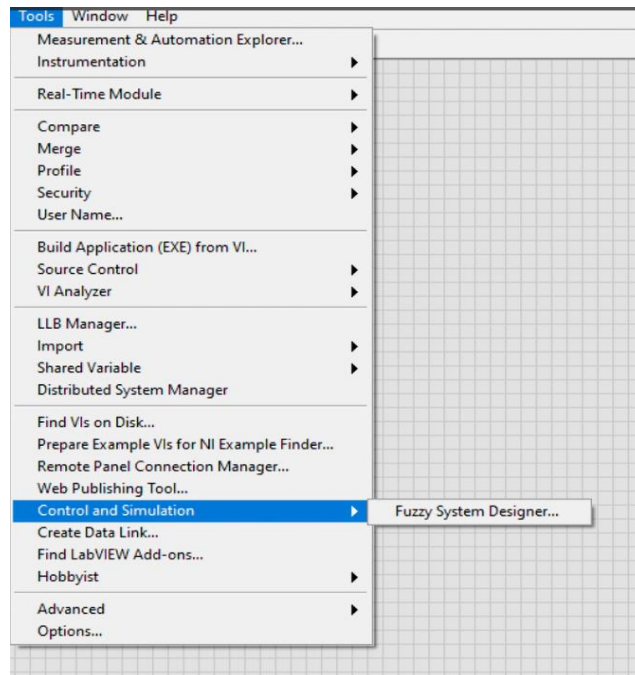 Tools Window Help
Measurement & Automation Explorer...
Instrumentation
Real-Time Module
Compare
Merge
Profile
Security
User Name...
Build Application (EXE) from VI...
Source Control
VI Analyzer
LLB Manager...
Import
Shared Variable
Distributed System Manager
Find VIs on Disk...
Prepare Example VIs for NI Example Finder...
Remote Panel Connection Manager...
Web Publishing Tool...
Control and Simulation
Fuzzy System Designer...
Create Data Link...
Find LabVIEW Add-ons...
Hobbyist
Advanced
Options...